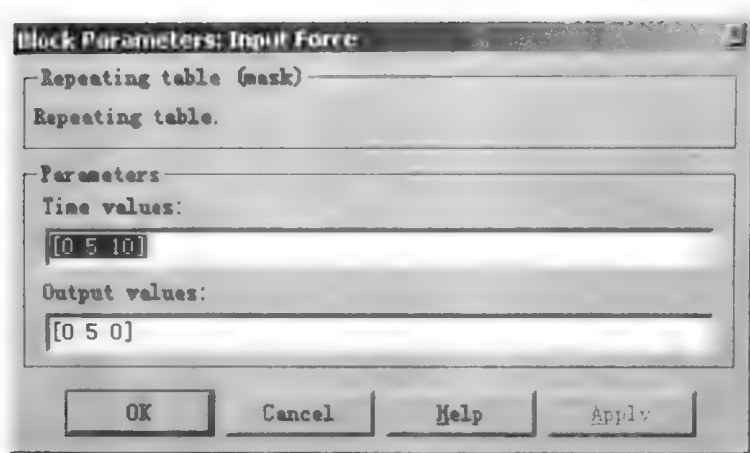 Block Parameters: Input Force
Repeating table (mask)
Repeating table.
Parameters
Time values:
[0 5 10]
Output values:
[0 5 0]
OK
Cancel
Help
Apply